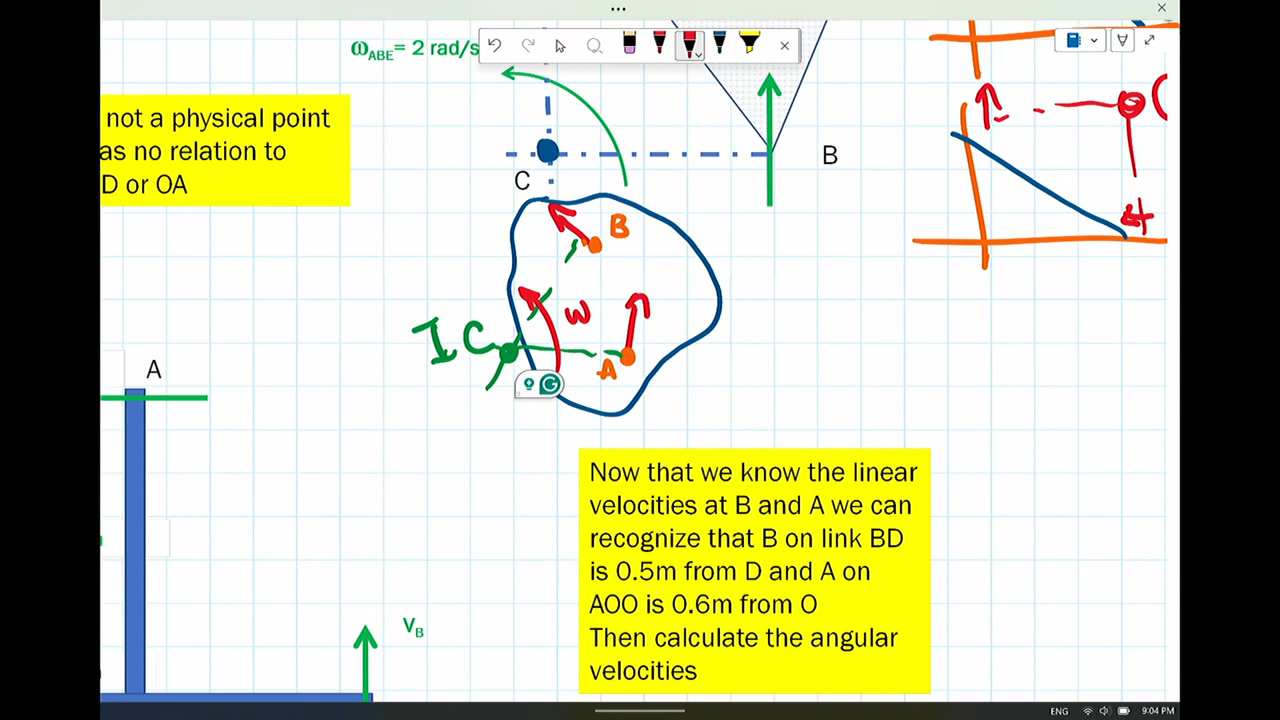 ωABE= 2 rad/s
not a physical point
as no relation to
D or OA
B
C
B
W
IC
A
A
Now that we know the linear
velocities at B and A we can
recognize that B on link BD
is 0.5m from D and A on
AOO is 0.6m from O
Then calculate the angular
velocities
VB
ENG
9:04 PM